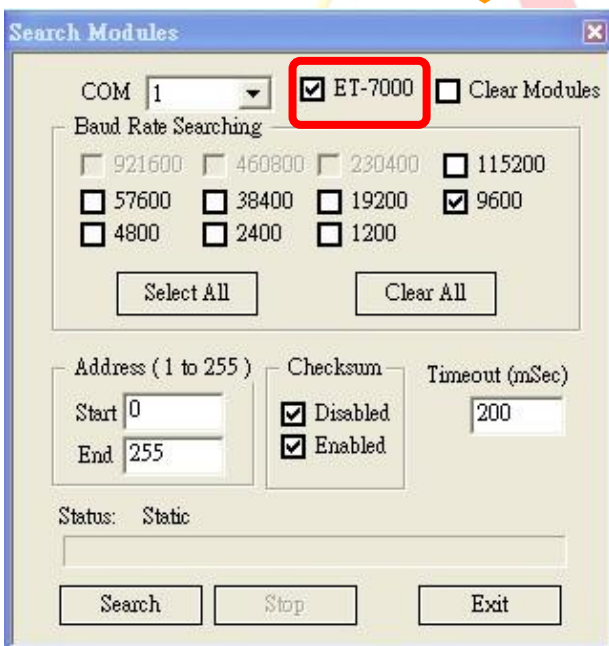 Search Modules
COM 1 ET-7000 Clear Modules
Baud Rate Searching
921600 460800 230400 115200
57600 38400 19200 9600
4800 2400 1200
Select All Clear All
Address ( 1 to 255 ) Checksum Timeout (mSec)
Start 0 Disabled 200
End 255 Enabled
Status: Static
Search Stop Exit